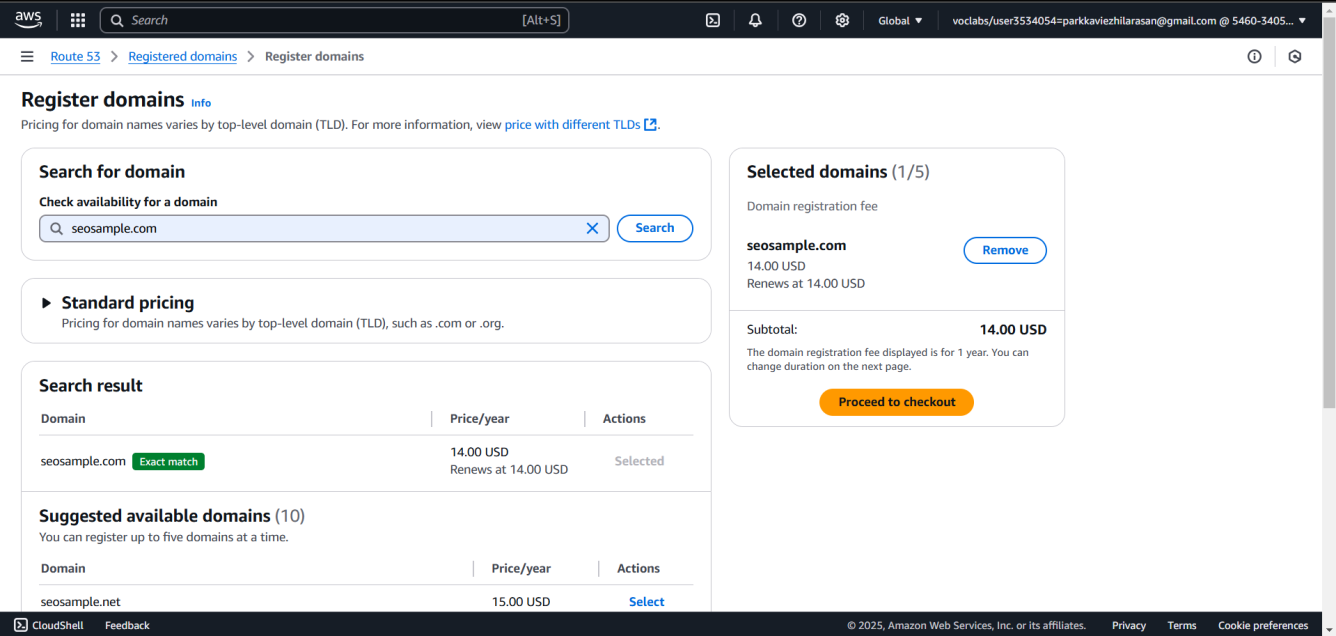 aws
Search
[Alt+S]
Global
voclabs/user3534054=parkkaviezhilarasan@gmail.com @ 5460-3405...
Route 53
Registered domains
Register domains
Register domains
Info
Pricing for domain names varies by top-level domain (TLD). For more information, view price with different TLDs.
Search for domain
Check availability for a domain
seosample.com
Search
Standard pricing
Pricing for domain names varies by top-level domain (TLD), such as .com or .org.
Search result
Domain
Price/year
Actions
seosample.com
Exact match
14.00 USD
Renews at 14.00 USD
Selected
Suggested available domains (10)
You can register up to five domains at a time.
Domain
Price/year
Actions
seosample.net
15.00 USD
Select
Selected domains (1/5)
Domain registration fee
seosample.com
14.00 USD
Renews at 14.00 USD
Remove
Subtotal:
14.00 USD
The domain registration fee displayed is for 1 year. You can
change duration on the next page.
Proceed to checkout
CloudShell
Feedback
© 2025, Amazon Web Services, Inc. or its affiliates.
Privacy
Terms
Cookie preferences